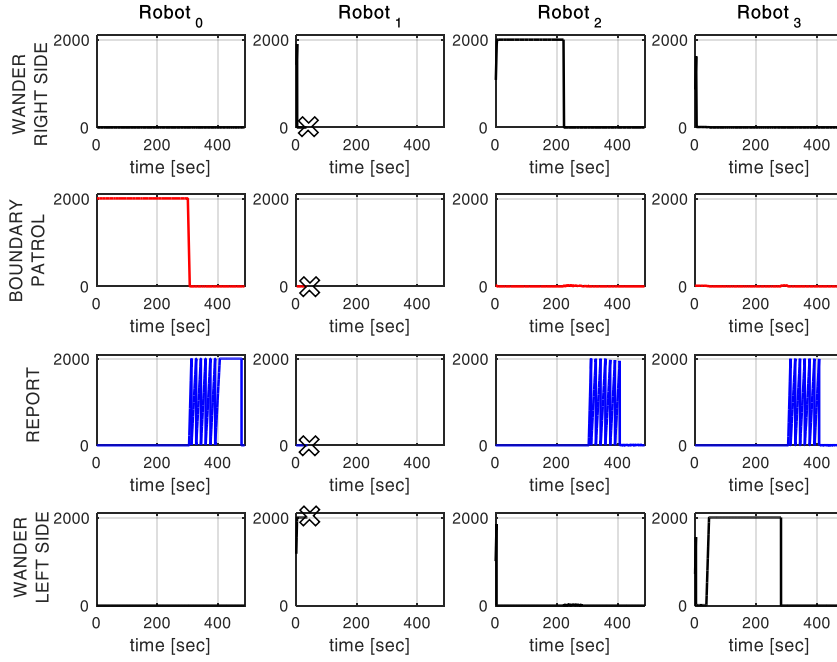 Robot 0 Robot 1 Robot 2 Robot 3
WANDER
RIGHT SIDE
2000 2000 2000 2000
0 0 0 0
0 200 400 0 200 400 0 200 400 0 200 400
time [sec] time [sec] time [sec] time [sec]
BOUNDARY
PATROL
2000 2000 2000 2000
0 0 0 0
0 200 400 0 200 400 0 200 400 0 200 400
time [sec] time [sec] time [sec] time [sec]
REPORT
2000 2000 2000 2000
0 0 0 0
0 200 400 0 200 400 0 200 400 0 200 400
time [sec] time [sec] time [sec] time [sec]
WANDER
LEFT SIDE
2000 2000 2000 2000
0 0 0 0
0 200 400 0 200 400 0 200 400 0 200 400
time [sec] time [sec] time [sec] time [sec]